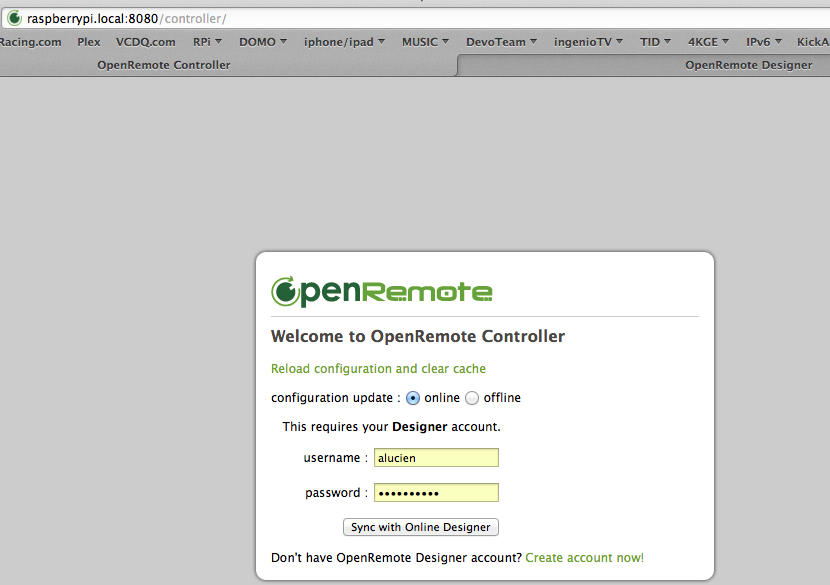 raspberrypi.local:8080/controller/
Racing.com Plex VCDQ.com RPi DOMO iphone/ipad MUSIC DevoTeam ingenioTV TID 4KGE IPv6 KickA
OpenRemote Controller OpenRemote Designer
OpenRemote
Welcome to OpenRemote Controller
Reload configuration and clear cache
configuration update : online offline
This requires your Designer account.
username : alucien
password : ••••••••••
Sync with Online Designer
Don't have OpenRemote Designer account? Create account now!